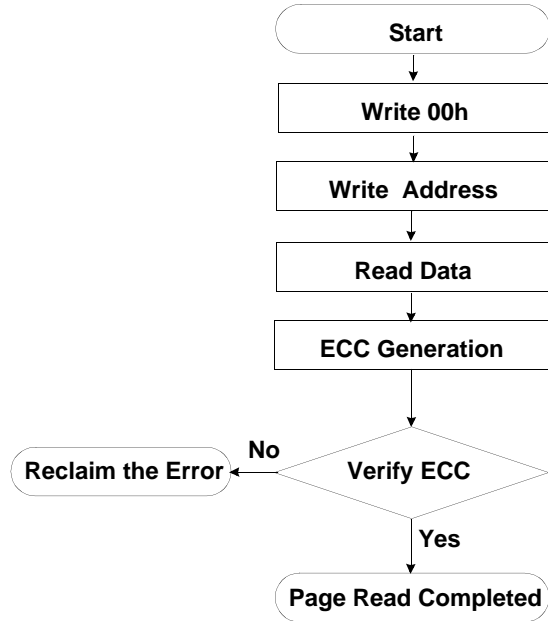 Start
Write 00h
Write Address
Read Data
ECC Generation
No
Reclaim the Error
Verify ECC
Yes
Page Read Completed